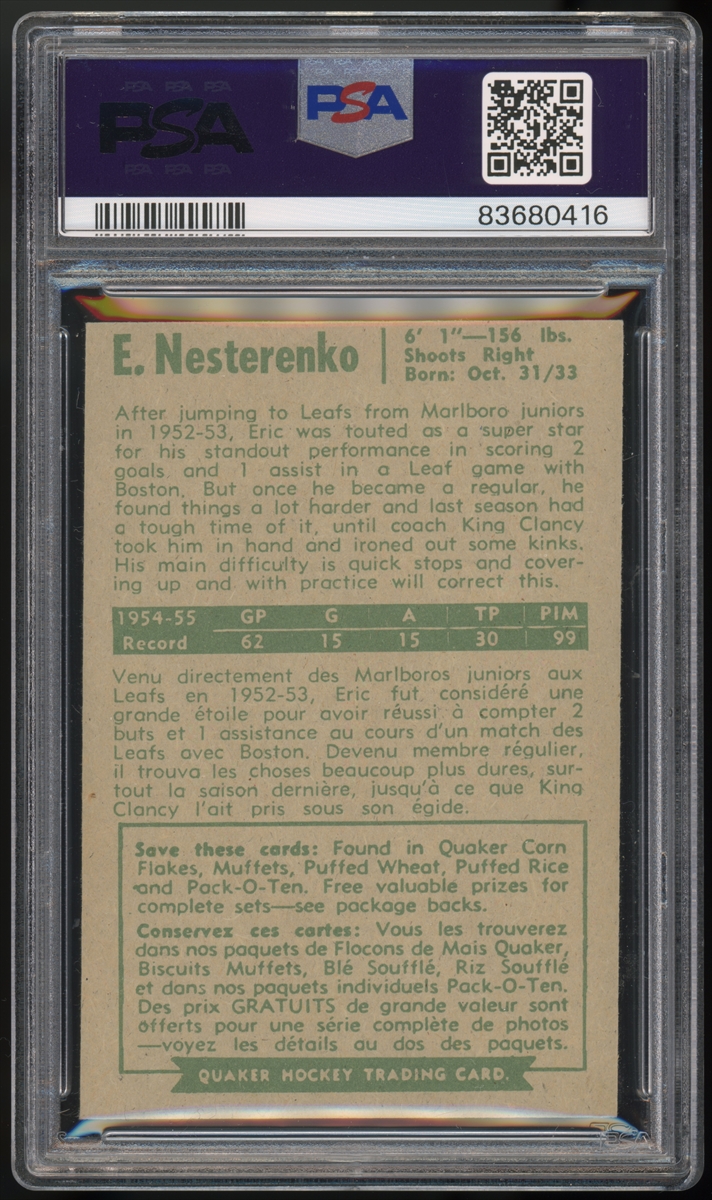 PSA PSA PSA
PSA
PSA PSA PSA
PSA
83680416
E. Nesterenko
6' 1"—156 lbs.
Shoots Right
Born: Oct. 31/33
After jumping to Leafs from Marlboro juniors
in 1952-53, Eric was touted as a super star
for his standout performance in scoring 2
goals and 1 assist in a Leaf game with
Boston. But once he became a regular, he
found things a lot harder and last season had
a tough time of it, until coach King Clancy
took him in hand and ironed out some kinks.
His main difficulty is quick stops and cover-
ing up and with practice will correct this.
1954-55 GP G A TP PIM
Record 62 15 15 30 99
Venu directement des Marlboros juniors aux
Leafs en 1952-53, Eric fut considéré une
grande étoile pour avoir réussi à compter 2
buts et 1 assistance au cours d'un match des
Leafs avec Boston. Devenu membre régulier,
il trouva les choses beaucoup plus dures, sur-
tout la saison dernière, jusqu'à ce que King
Clancy l'ait pris sous son égide.
Save these cards: Found in Quaker Corn
Flakes, Muffets, Puffed Wheat, Puffed Rice
and Pack-O-Ten. Free valuable prizes for
complete sets—see package backs.
Conservez ces cartes: Vous les trouverez
dans nos paquets de Flocons de Mais Quaker,
Biscuits Muffets, Blé Soufflé, Riz Soufflé
et dans nos paquets individuels Pack-O-Ten.
Des prix GRATUITS de grande valeur sont
offerts pour une série complète de photos
—voyez les détails au dos des paquets.
QUAKER HOCKEY TRADING CARD.